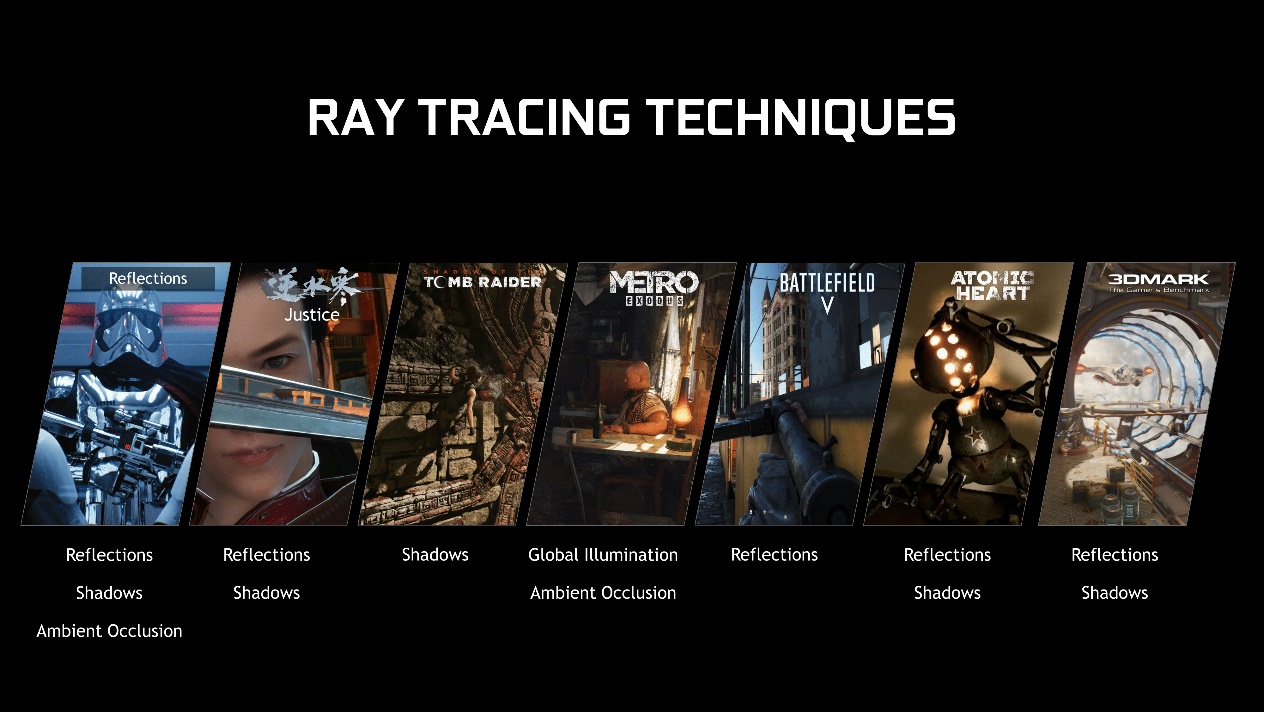 RAY TRACING TECHNIQUES
Reflections
逆水寒
Justice
SHADOW OF THE
TOMB RAIDER
METRO
EXODUS
BATTLEFIELD
V
ATOMIC
HEART
3DMARK
The Gamer's Benchmark
Reflections
Shadows
Ambient Occlusion
Reflections
Shadows
Shadows
Global Illumination
Ambient Occlusion
Reflections
Reflections
Shadows
Reflections
Shadows